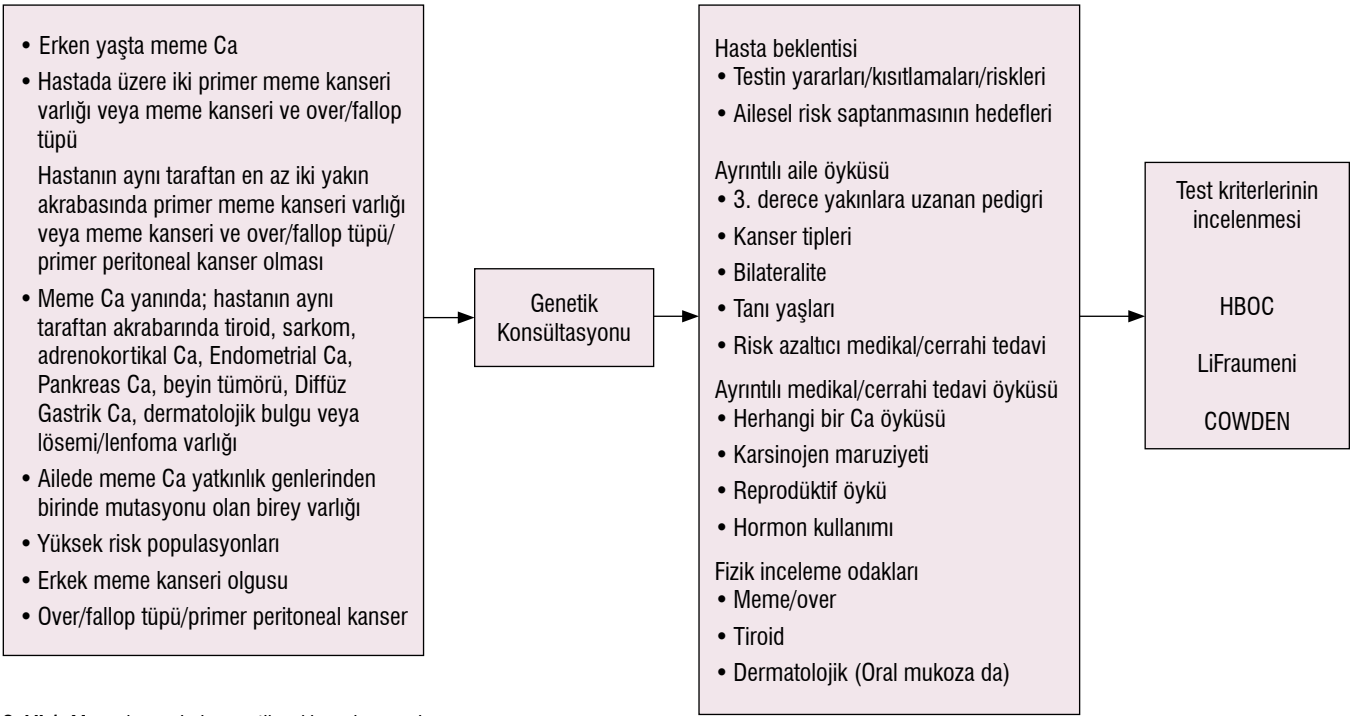 • Erken yaşta meme Ca
• Hastada üzere iki primer meme kanseri
varlığı veya meme kanseri ve over/fallop
tüpü
Hastanın aynı taraftan en az iki yakın
akrabasında primer meme kanseri varlığı
veya meme kanseri ve over/fallop tüpü/
primer peritoneal kanser olması
• Meme Ca yanında; hastanın aynı
taraftan akrabarında tiroid, sarkom,
adrenokortikal Ca, Endometrial Ca,
Pankreas Ca, beyin tümörü, Diffüz
Gastrik Ca, dermatolojik bulgu veya
lösemi/lenfoma varlığı
• Ailede meme Ca yatkınlık genlerinden
birinde mutasyonu olan birey varlığı
• Yüksek risk populasyonları
• Erkek meme kanseri olgusu
• Over/fallop tüpü/primer peritoneal kanser
Genetik
Konsültasyonu
Hasta beklentisi
• Testin yararları/kısıtlamaları/riskleri
• Ailesel risk saptanmasının hedefleri
Ayrıntılı aile öyküsü
• 3. derece yakınlara uzanan pedigri
• Kanser tipleri
• Bilateralite
• Tanı yaşları
• Risk azaltıcı medikal/cerrahi tedavi
Ayrıntılı medikal/cerrahi tedavi öyküsü
• Herhangi bir Ca öyküsü
• Karsinojen maruziyeti
• Reprodüktif öykü
• Hormon kullanımı
Fizik inceleme odakları
• Meme/over
• Tiroid
• Dermatolojik (Oral mukoza da)
Test kriterlerinin
incelenmesi
HBOC
LiFraumeni
COWDEN